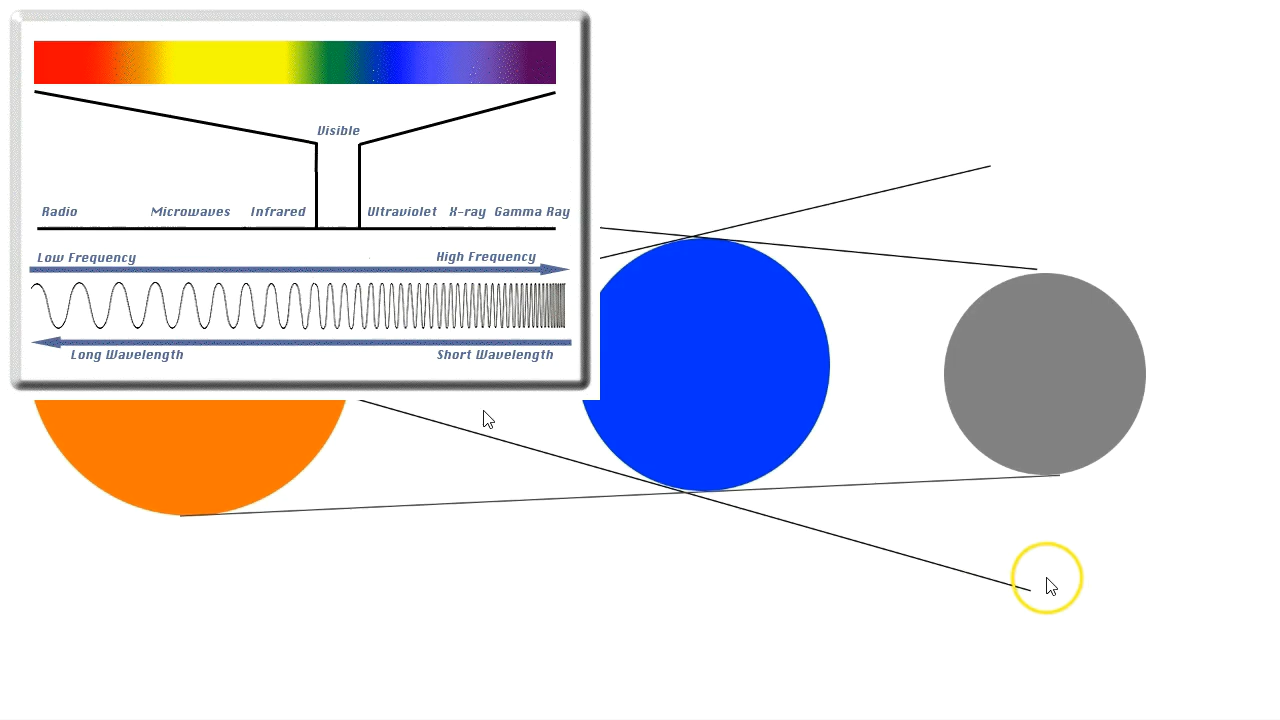 Visible
Radio Microwaves Infrared Ultraviolet X-ray Gamma Ray
Low Frequency High Frequency
Long Wavelength Short Wavelength